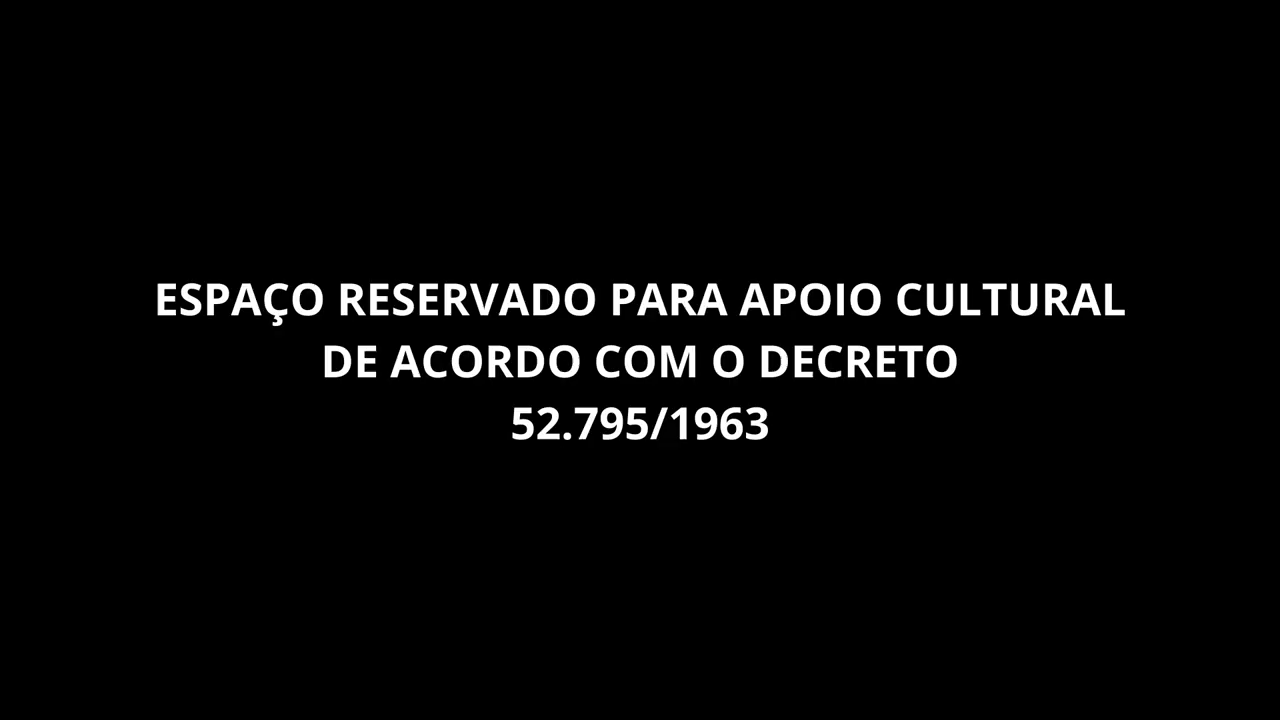 ESPAÇO RESERVADO PARA APOIO CULTURAL
DE ACORDO COM O DECRETO
52.795/1963